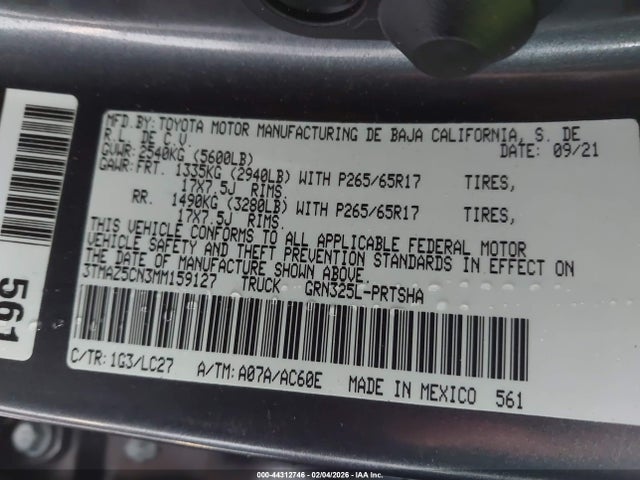 MFD.BY:TOYOTA MOTOR MANUFACTURING DE BAJA CALIFORNIA, S. DE
R.L. DE C.V. DATE: 09/21
GVWR: 2540KG (5600LB)
GAWR:FRT. 1335KG (2940LB) WITH P265/65R17 TIRES,
17X7.5J RIMS.
RR. 1490KG (3280LB) WITH P265/65R17 TIRES,
17X7.5J RIMS.
THIS VEHICLE CONFORMS TO ALL APPLICABLE FEDERAL MOTOR
VEHICLE SAFETY AND THEFT PREVENTION STANDARDS IN EFFECT ON
THE DATE OF MANUFACTURE SHOWN ABOVE.
3TMAZ5CN3MM159127 TRUCK GRN325L-PRTSHA
C/TR:1G3/LC27 A/TM:A07A/AC60E MADE IN MEXICO 561
561
000-44312746 - 02/04/2026 - IAA Inc.